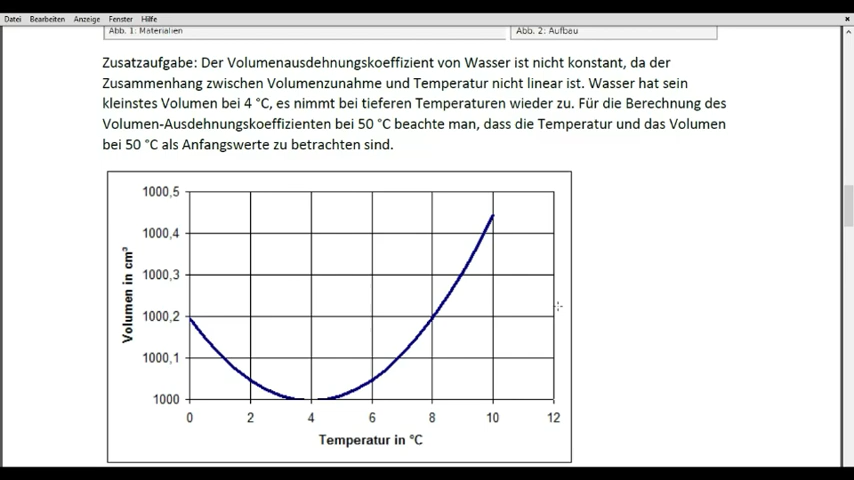 Datei Bearbeiten Anzeige Fenster Hilfe
Abb. 1: Materialien Abb. 2: Aufbau
Zusatzaufgabe: Der Volumenausdehnungskoeffizient von Wasser ist nicht konstant, da der
Zusammenhang zwischen Volumenzunahme und Temperatur nicht linear ist. Wasser hat sein
kleinstes Volumen bei 4 °C, es nimmt bei tieferen Temperaturen wieder zu. Für die Berechnung des
Volumen-Ausdehnungskoeffizienten bei 50 °C beachte man, dass die Temperatur und das Volumen
bei 50 °C als Anfangswerte zu betrachten sind.
1000,5
1000,4
1000,3
1000,2
1000,1
1000
Volumen in cm³
0 2 4 6 8 10 12
Temperatur in °C